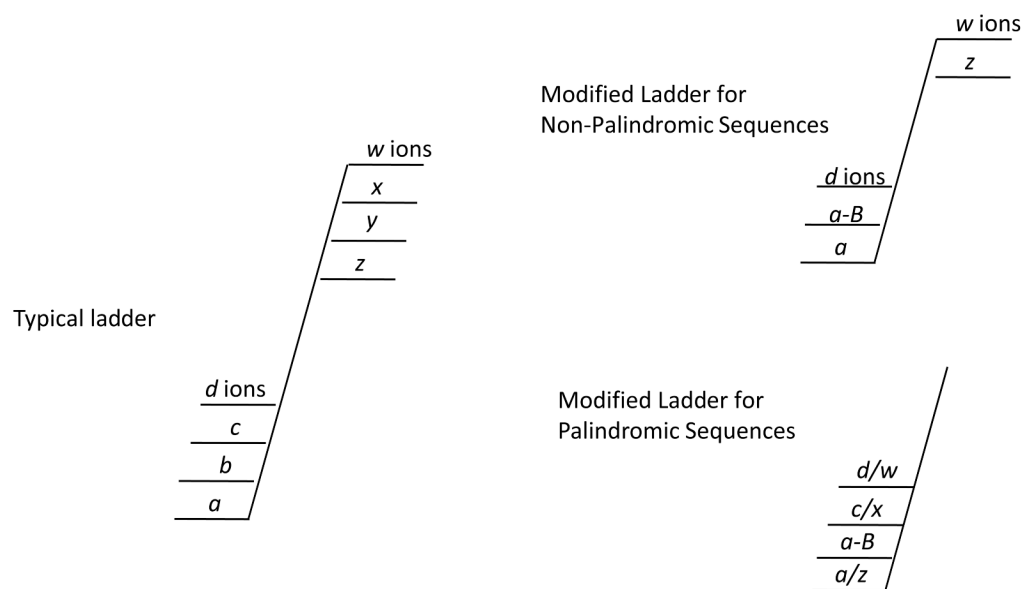 Typical ladder
w ions
x
y
z
d ions
c
b
a
Modified Ladder for
Non-Palindromic Sequences
w ions
z
d ions
a-B
a
Modified Ladder for
Palindromic Sequences
d/w
c/x
a-B
a/z